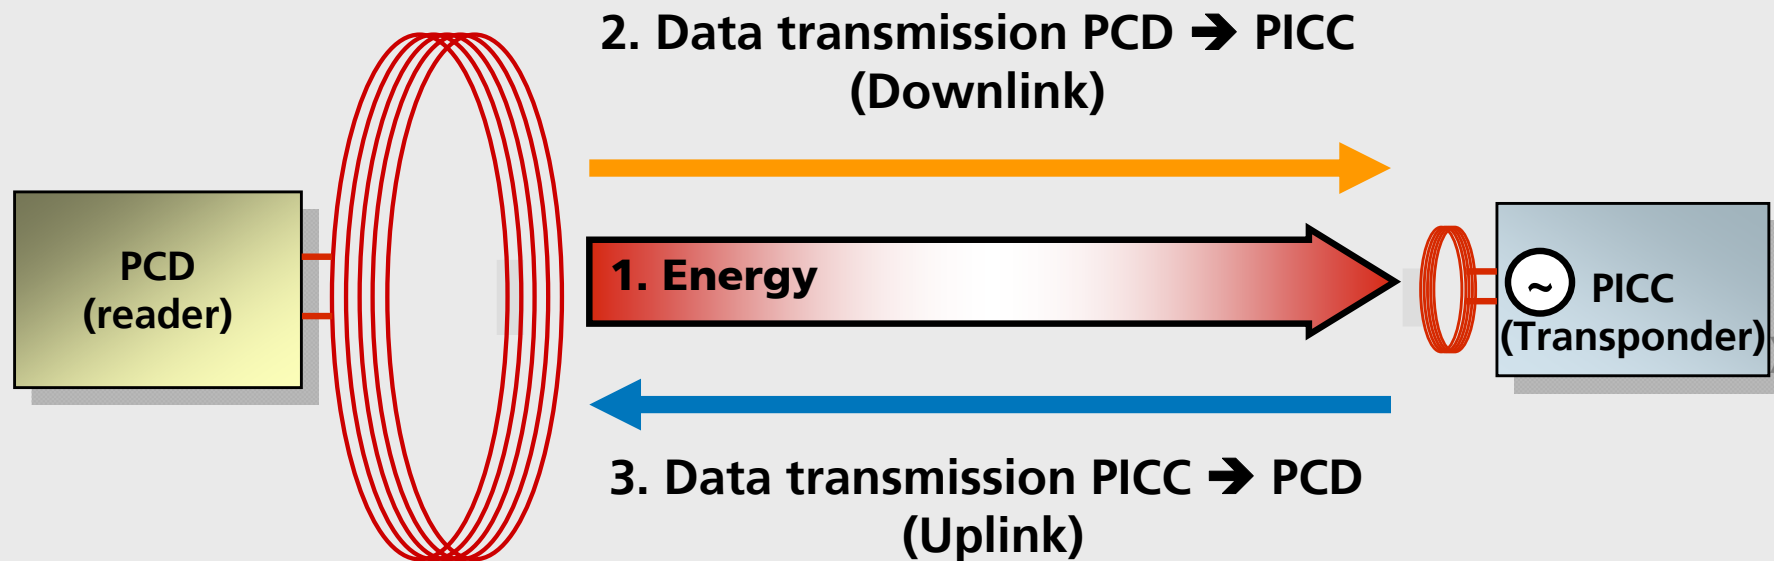 2. Data transmission PCD ➔ PICC
(Downlink)
PCD
(reader)
1. Energy
~
PICC
(Transponder)
3. Data transmission PICC ➔ PCD
(Uplink)